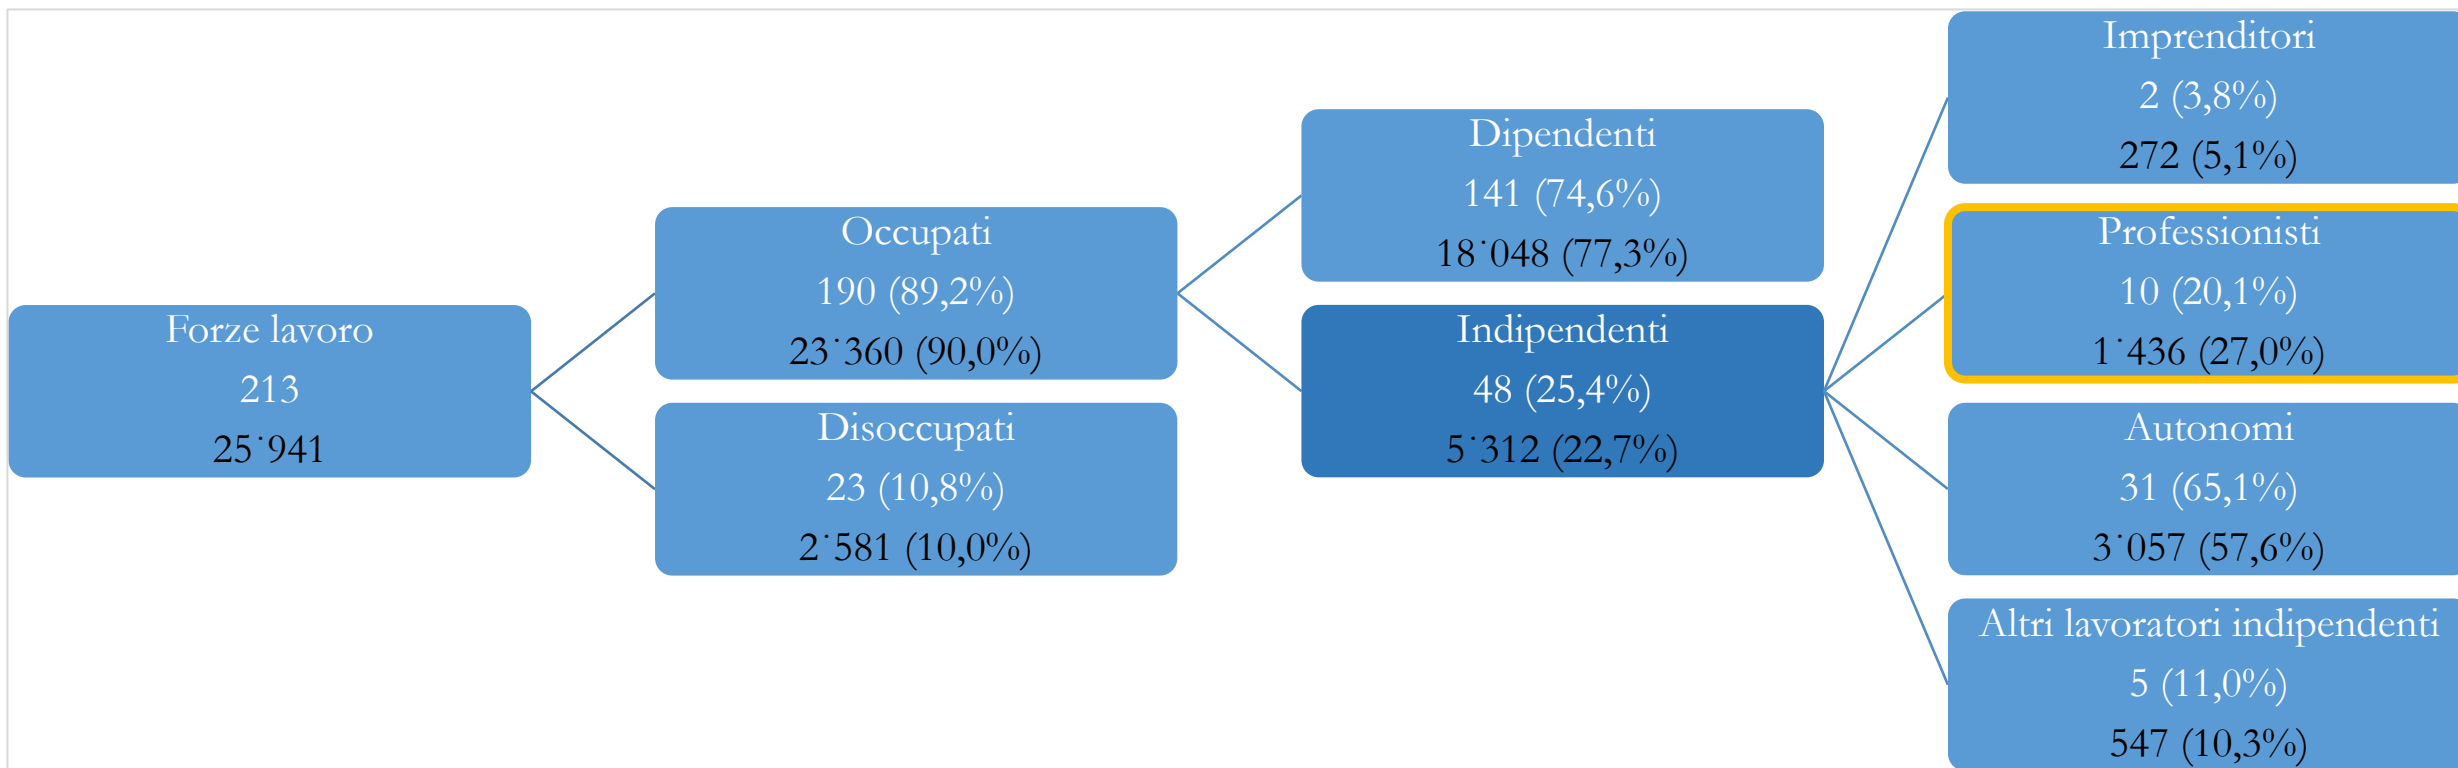 Forze lavoro
213
25˙941
Occupati
190 (89,2%)
23˙360 (90,0%)
Disoccupati
23 (10,8%)
2˙581 (10,0%)
Dipendenti
141 (74,6%)
18˙048 (77,3%)
Indipendenti
48 (25,4%)
5˙312 (22,7%)
Imprenditori
2 (3,8%)
272 (5,1%)
Professionisti
10 (20,1%)
1˙436 (27,0%)
Autonomi
31 (65,1%)
3˙057 (57,6%)
Altri lavoratori indipendenti
5 (11,0%)
547 (10,3%)